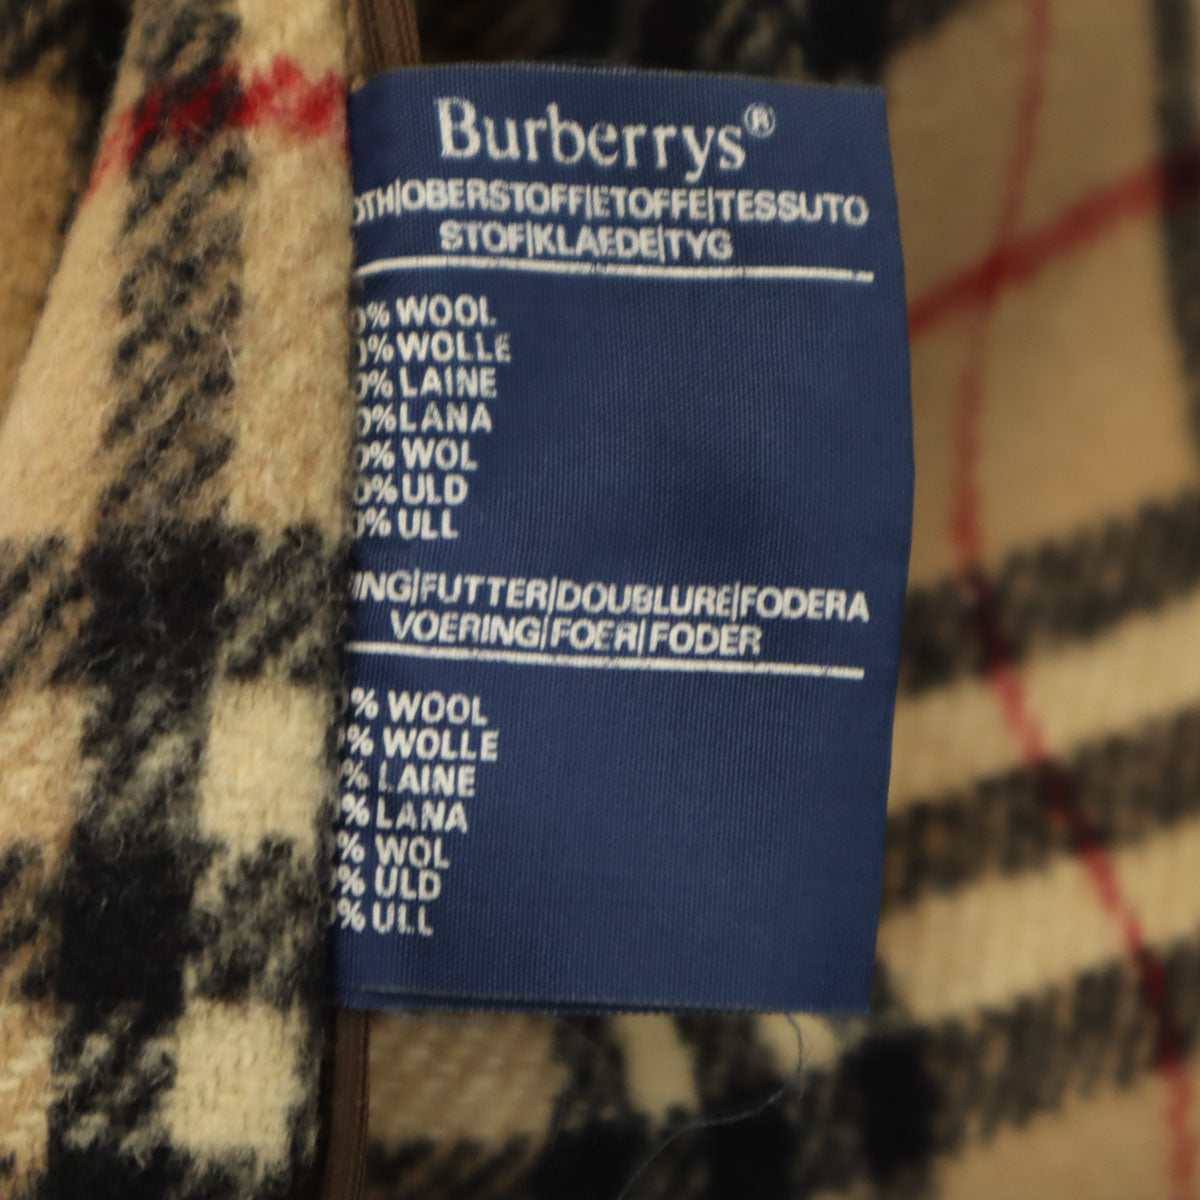 Burberrys®
OTH|OBERSTOFF|ETOFFE|TESSUTO
STOF|KLAEDE|TYG
0% WOOL
0% WOLLE
0% LAINE
0% LANA
0% WOL
0% ULD
0% ULL
ING|FUTTER|DOUBLURE|FODERA
VOERING|FOER|FODER
% WOOL
% WOLLE
% LAINE
% LANA
% WOL
% ULD
% ULL